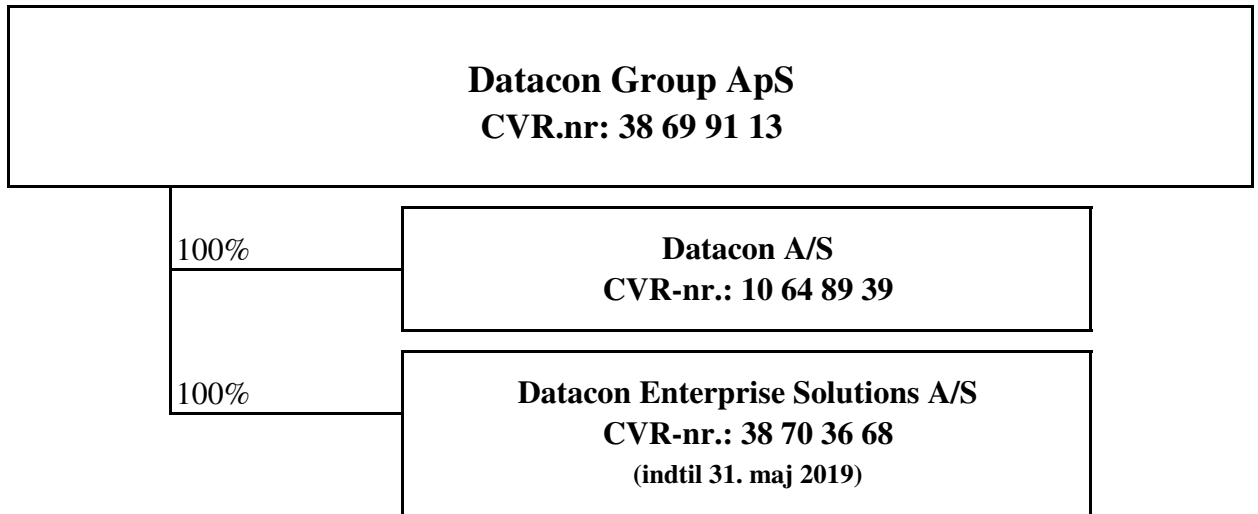 Datacon Group ApS
CVR.nr: 38 69 91 13
100%
Datacon A/S
CVR-nr.: 10 64 89 39
100%
Datacon Enterprise Solutions A/S
CVR-nr.: 38 70 36 68
(indtil 31. maj 2019)